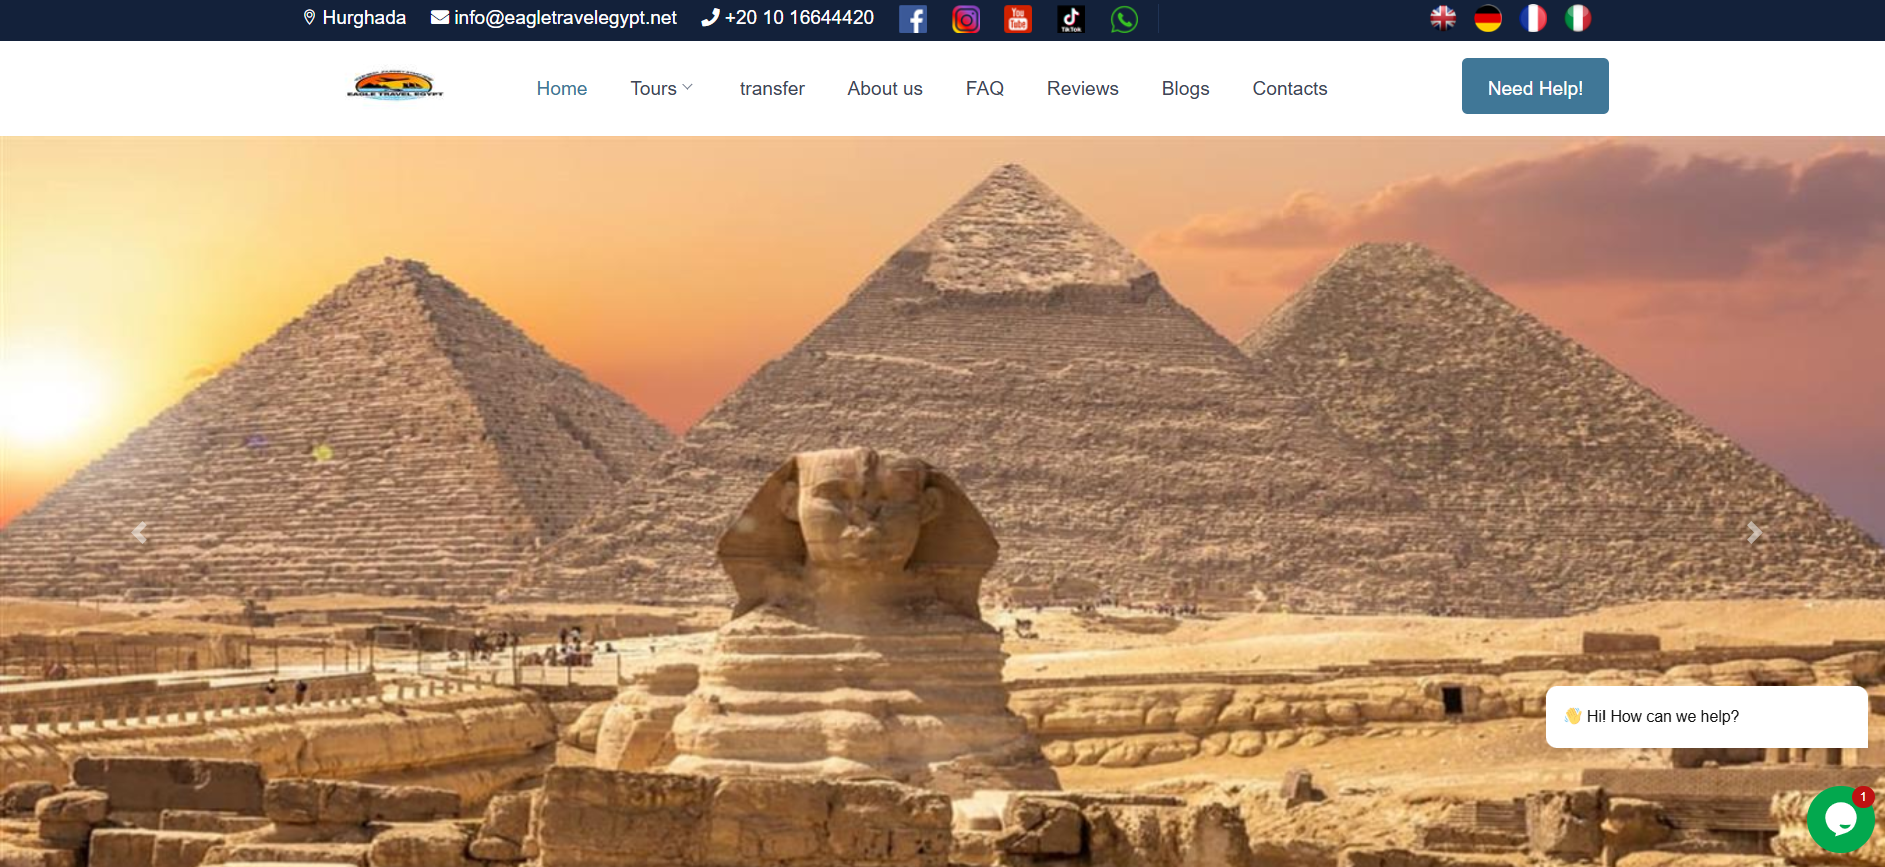 Hurghada info@eagletravelegypt.net +20 10 16644420 You Tube TikTok
EAGLE TRAVEL EGYPT
Home Tours transfer About us FAQ Reviews Blogs Contacts Need Help!
👋 Hi! How can we help?
1